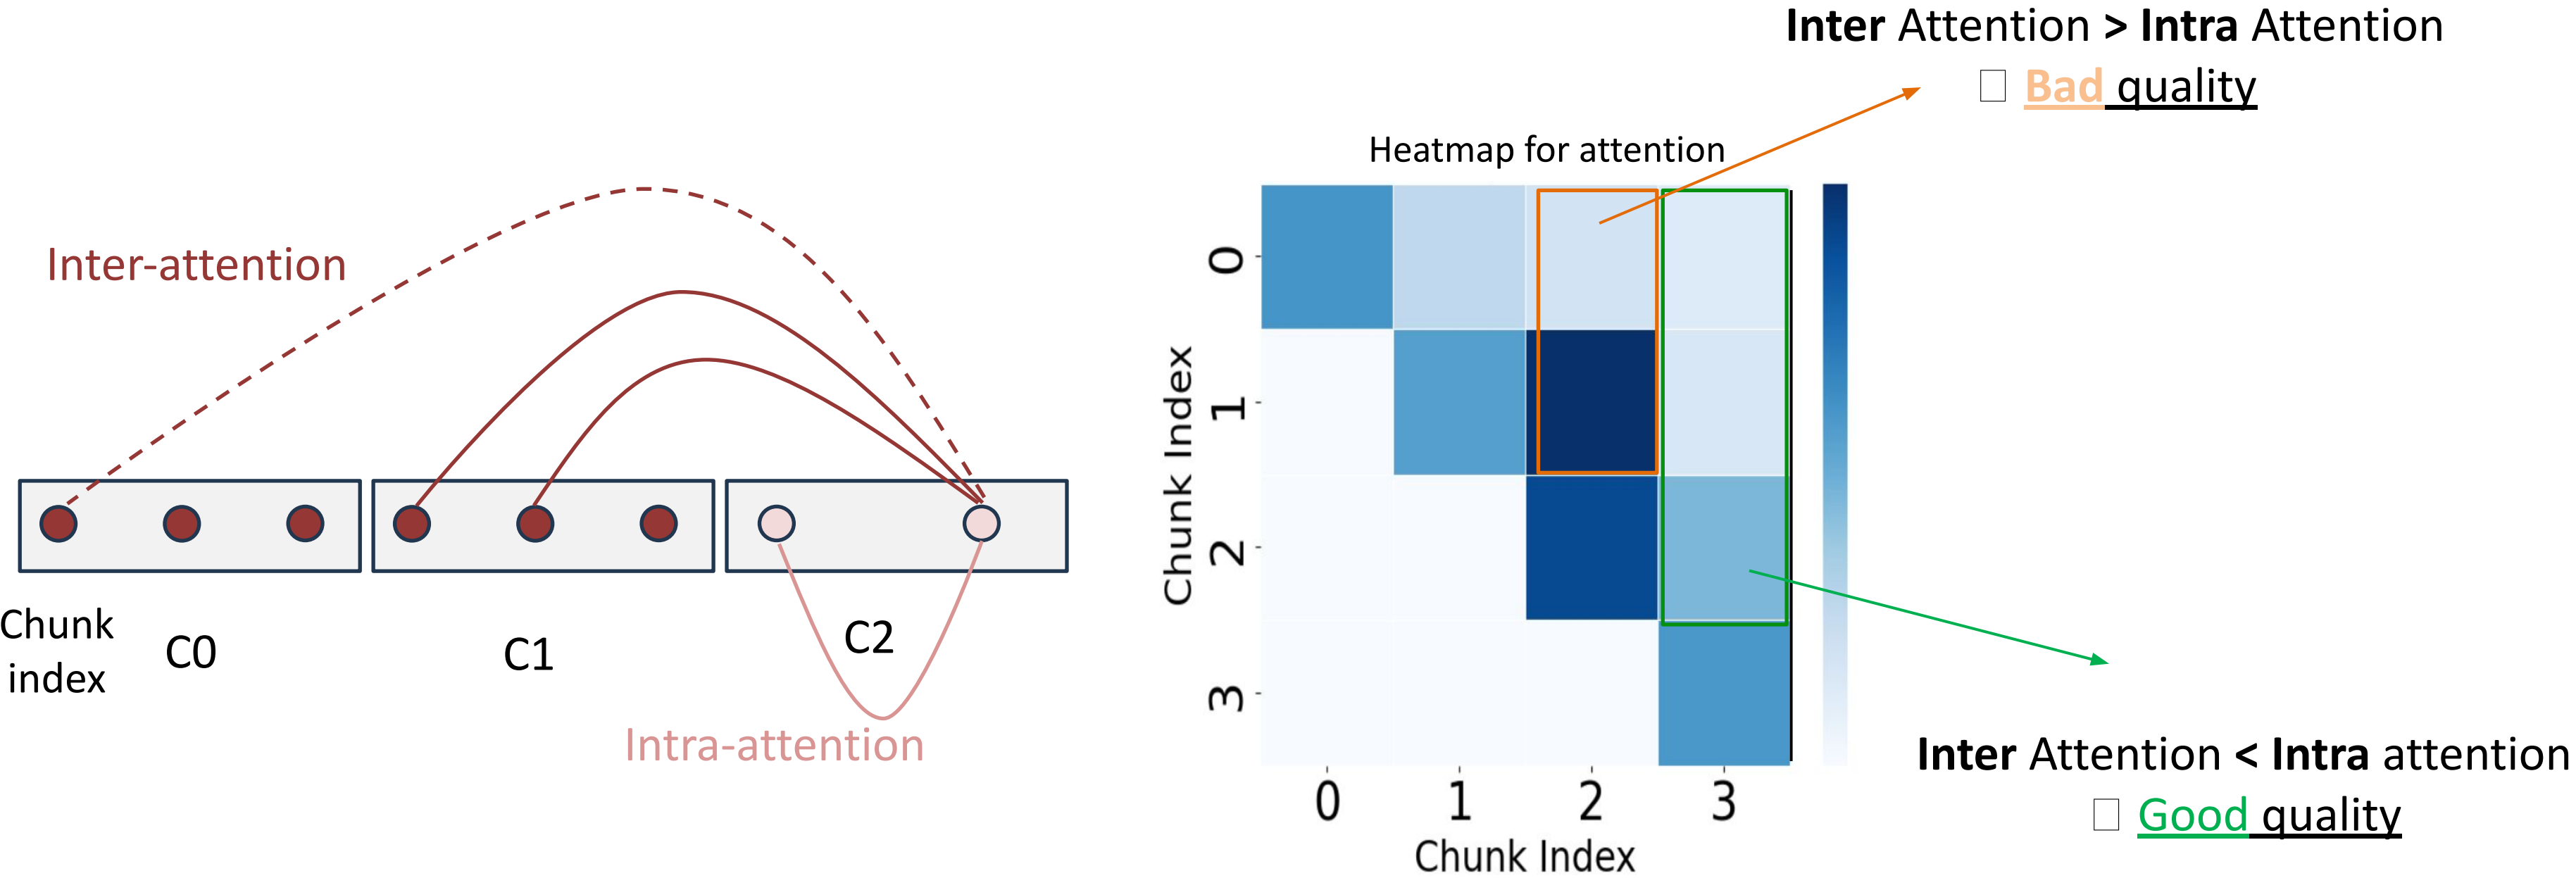 Inter-attention
Chunk
index
C0
C1
C2
Intra-attention
Heatmap for attention
Chunk Index
0
1
2
3
0
1
2
3
Chunk Index
Inter Attention > Intra Attention
Bad quality
Inter Attention < Intra attention
Good quality